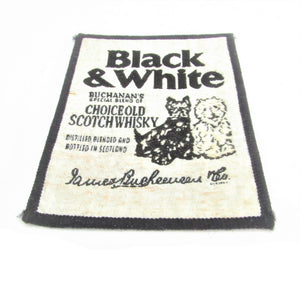 Black
& White
BUCHANAN'S
SPECIAL BLEND OF
CHOICE OLD
SCOTCH WHISKY
DISTILLED BLENDED AND
BOTTLED IN SCOTLAND
James Buchanan & Co.